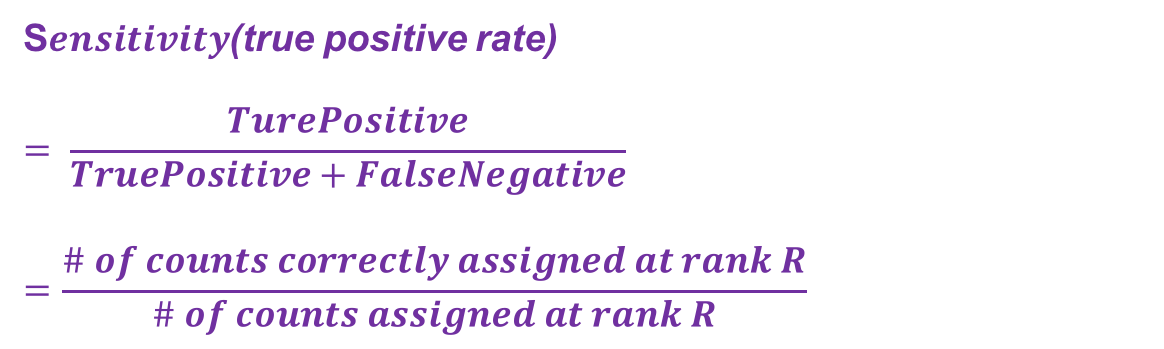 Sensitivity(true positive rate)
TurePositive
=
TruePositive + FalseNegative
# of counts correctly assigned at rank R
=
# of counts assigned at rank R